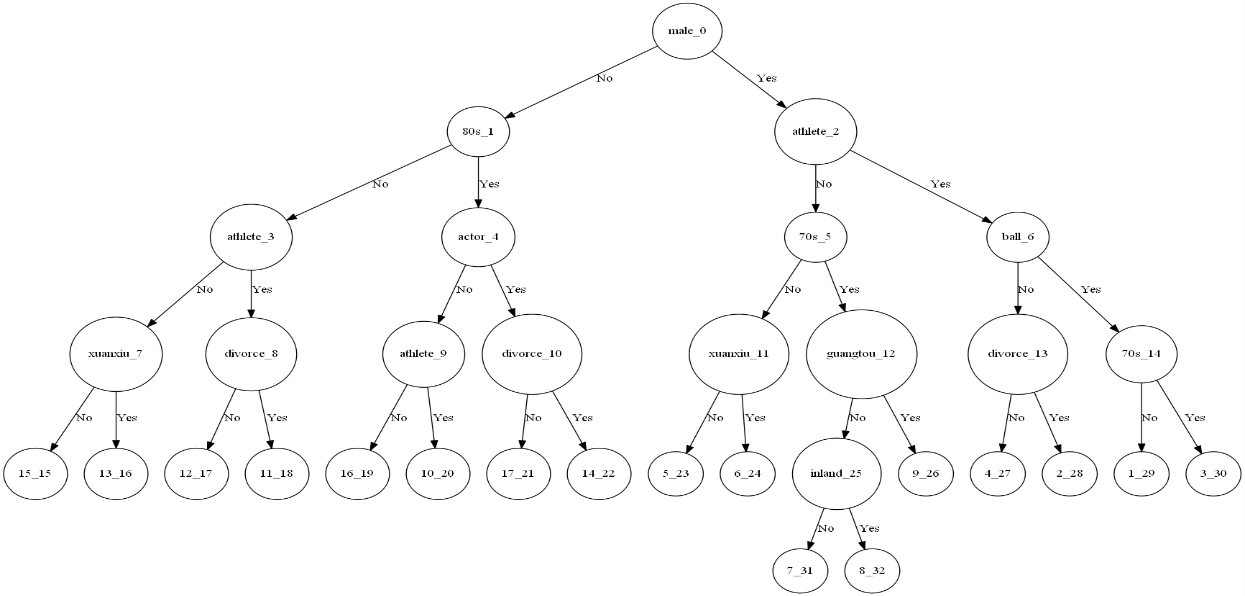 male_0
No
Yes
80s_1
athlete_2
No
Yes
No
Yes
athlete_3
actor_4
70s_5
ball_6
No
Yes
No
Yes
No
Yes
No
Yes
xuanxiu_7
divorce_8
athlete_9
divorce_10
xuanxiu_11
guangtou_12
divorce_13
70s_14
No
Yes
No
Yes
No
Yes
No
Yes
No
Yes
No
Yes
No
Yes
No
Yes
15_15
13_16
12_17
11_18
16_19
10_20
17_21
14_22
5_23
6_24
inland_25
9_26
4_27
2_28
1_29
3_30
No
Yes
7_31
8_32